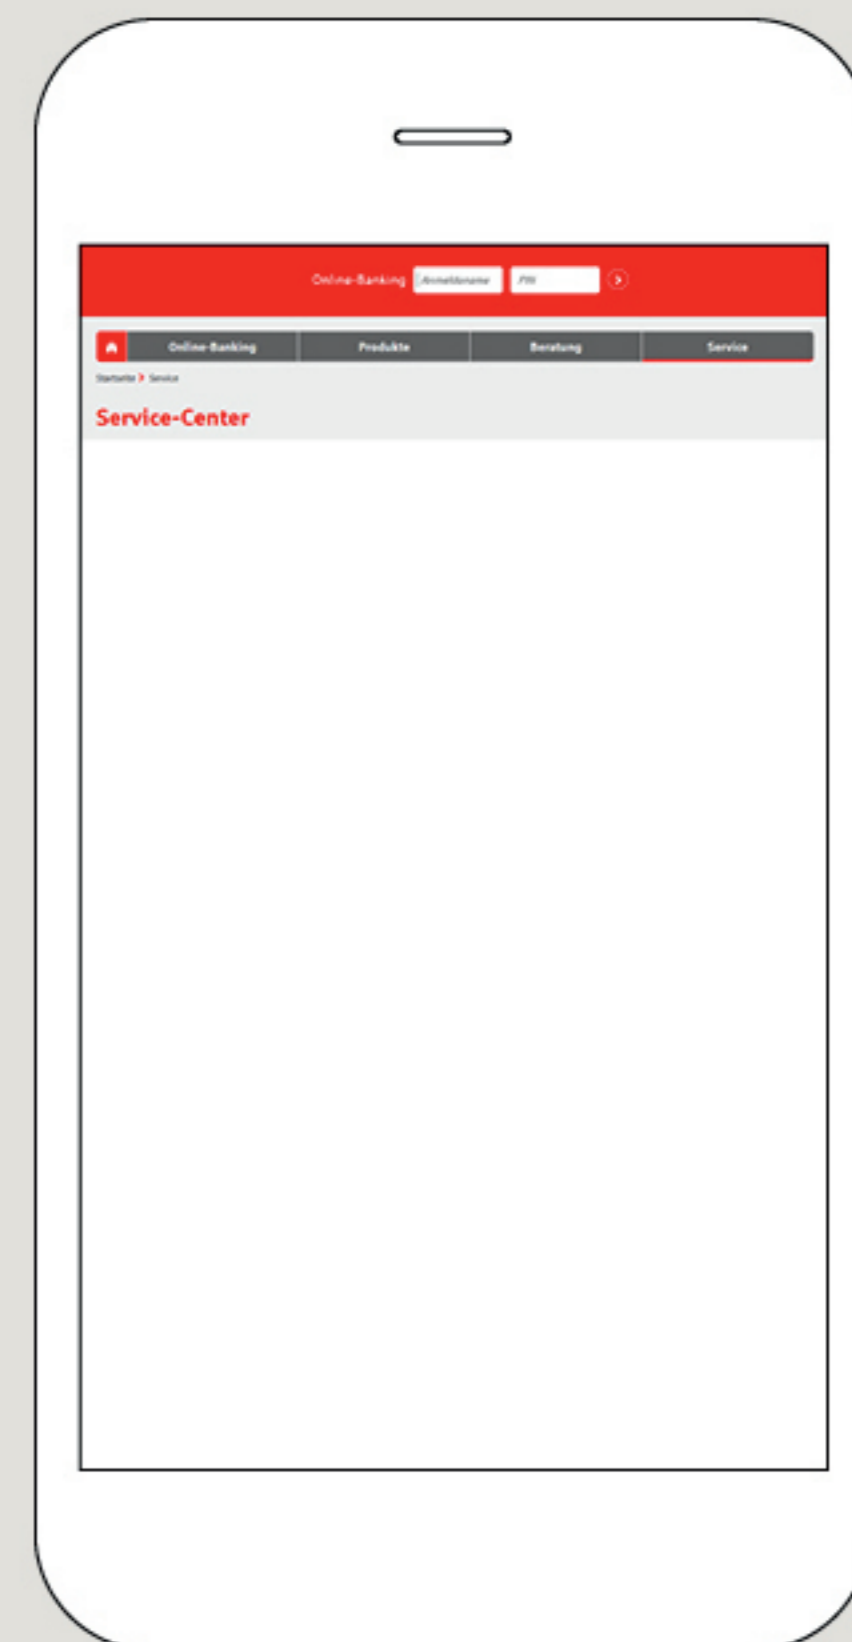 Online-Banking Anmeldename PIN
Online-Banking Produkte Beratung Service
Startseite > Service
Service-Center